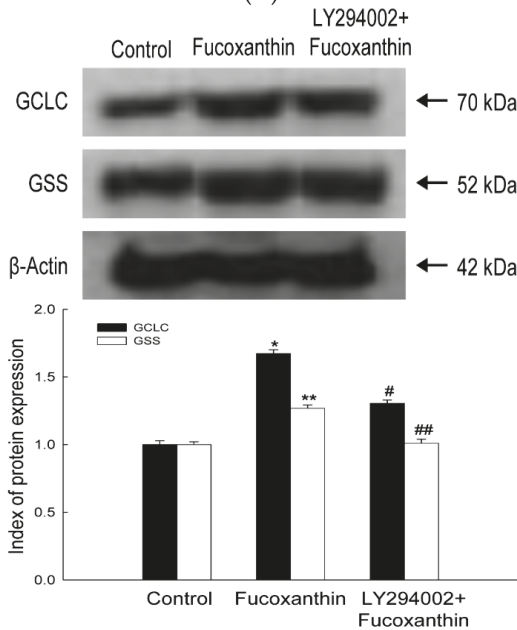 LY294002+
Control Fucoxanthin Fucoxanthin
GCLC 70 kDa
GSS 52 kDa
β-Actin 42 kDa
2.0
GCLC
GSS
*
1.5
**
#
##
1.0
0.5
0.0
Index of protein expression
Control Fucoxanthin LY294002+
Fucoxanthin